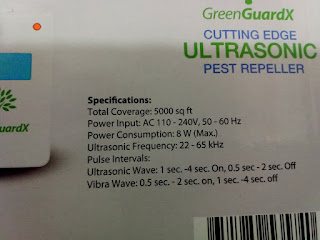 GreenGuardX
CUTTING EDGE
ULTRASONIC
PEST REPELLER
uardX
Specifications:
Total Coverage: 5000 sq ft
Power Input: AC 110 - 240V, 50 - 60 Hz
Power Consumption: 8 W (Max.)
Ultrasonic Frequency: 22 - 65 kHz
Pulse Intervals:
Ultrasonic Wave: 1 sec. -4 sec. On, 0.5 sec - 2 sec. Off
Vibra Wave: 0.5 sec. - 2 sec. on, 1 sec. -4 sec. off